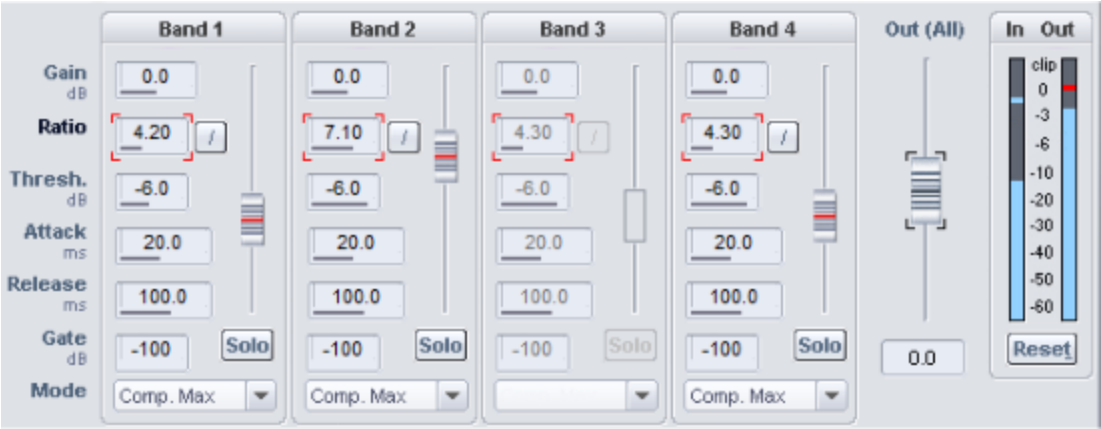 Band 1 Band 2 Band 3 Band 4 Out (All) In Out
clip
Gain 0.0 0.0 0.0 0.0 0
dB
-3
Ratio 4.20 / 7.10 / 4.30 / 4.30 /
-6
Thresh. -6.0 -6.0 -6.0 -6.0 -10
dB
-20
Attack 20.0 20.0 20.0 20.0 -30
ms
-40
Release 100.0 100.0 100.0 100.0 -50
ms
-60
Gate -100 Solo -100 Solo -100 Solo -100 Solo 0.0 Reset
dB
Mode Comp. Max Comp. Max Comp. Max